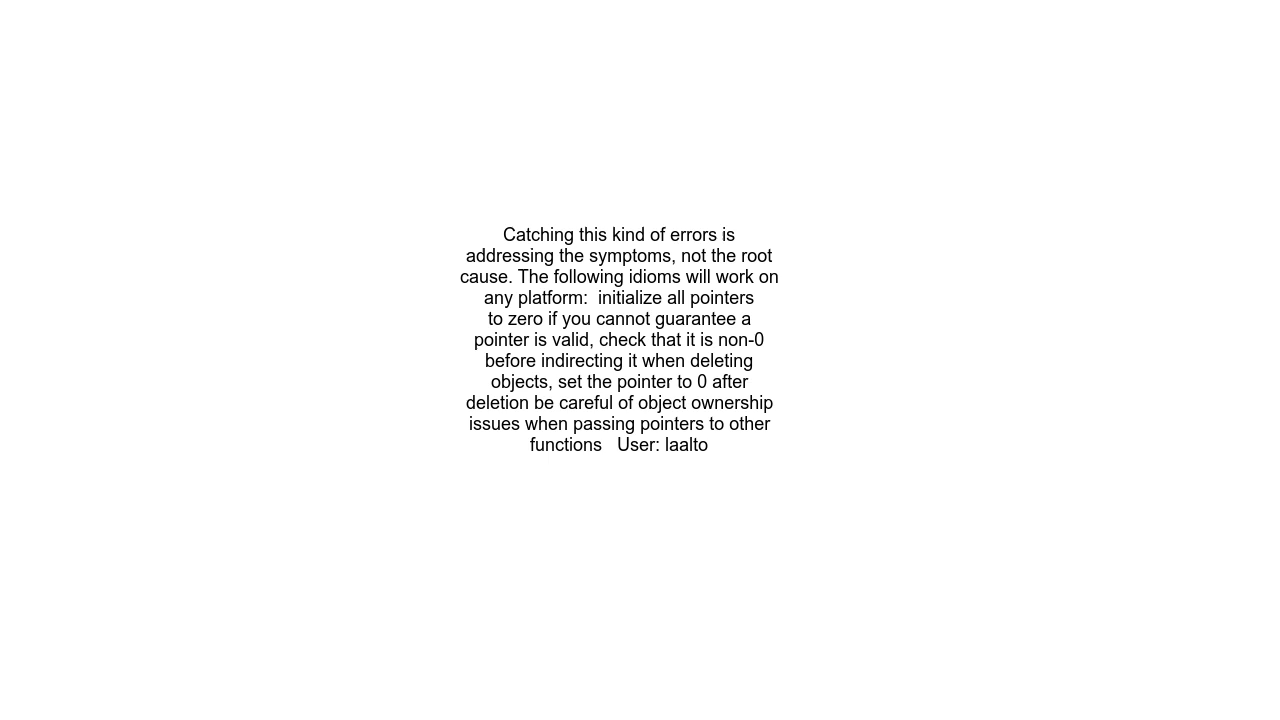 Catching this kind of errors is
addressing the symptoms, not the root
cause. The following idioms will work on
any platform:  initialize all pointers
to zero if you cannot guarantee a
pointer is valid, check that it is non-0
before indirecting it when deleting
objects, set the pointer to 0 after
deletion be careful of object ownership
issues when passing pointers to other
functions   User: laalto